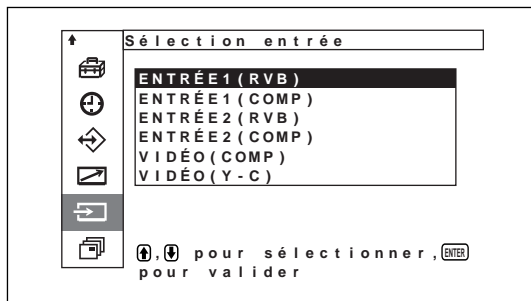 Sélection entrée
ENTRÉE1(RVB)
ENTRÉE1(COMP)
ENTRÉE2(RVB)
ENTRÉE2(COMP)
VIDÉO(COMP)
VIDÉO(Y-C)
, pour sélectionner, ENTER
pour valider